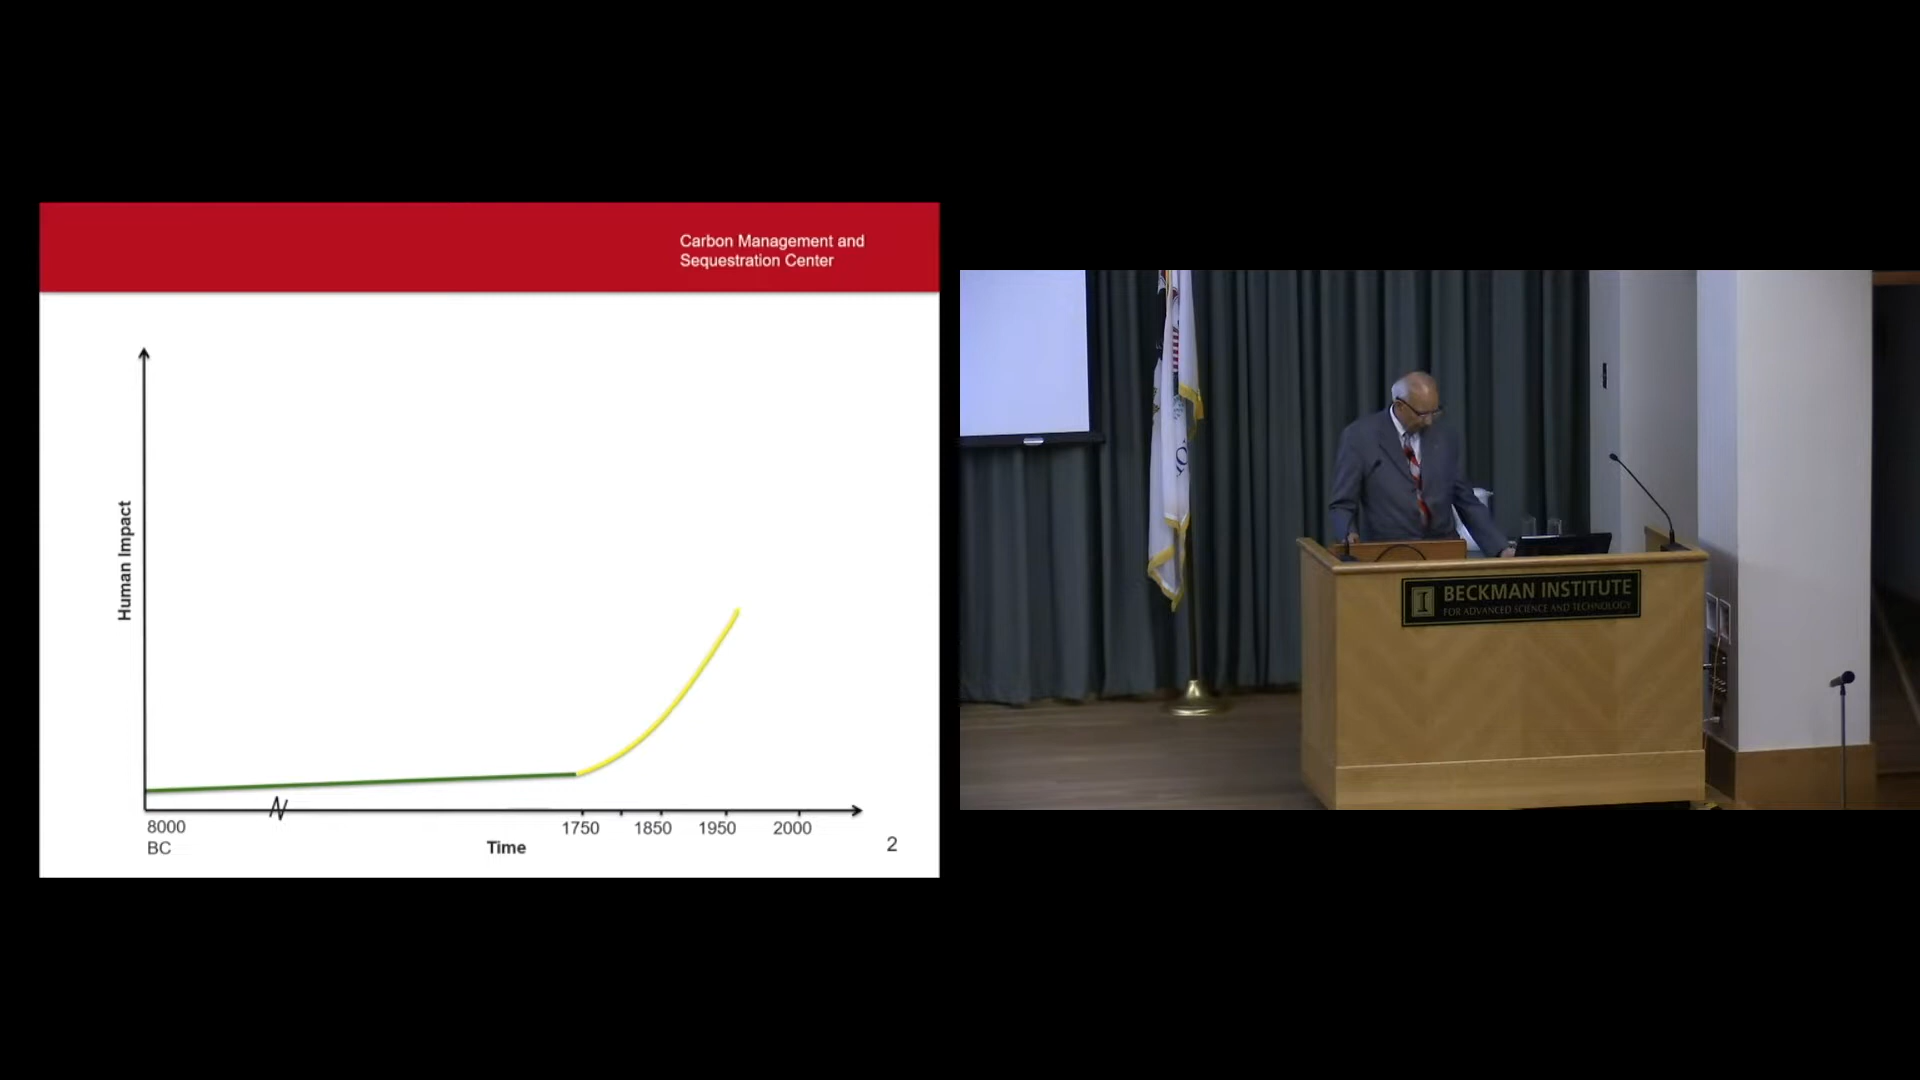 Carbon Management and
Sequestration Center
Human Impact
8000
BC
1750
1850
1950
2000
Time
2
I
BECKMAN INSTITUTE
FOR ADVANCED SCIENCE AND TECHNOLOGY